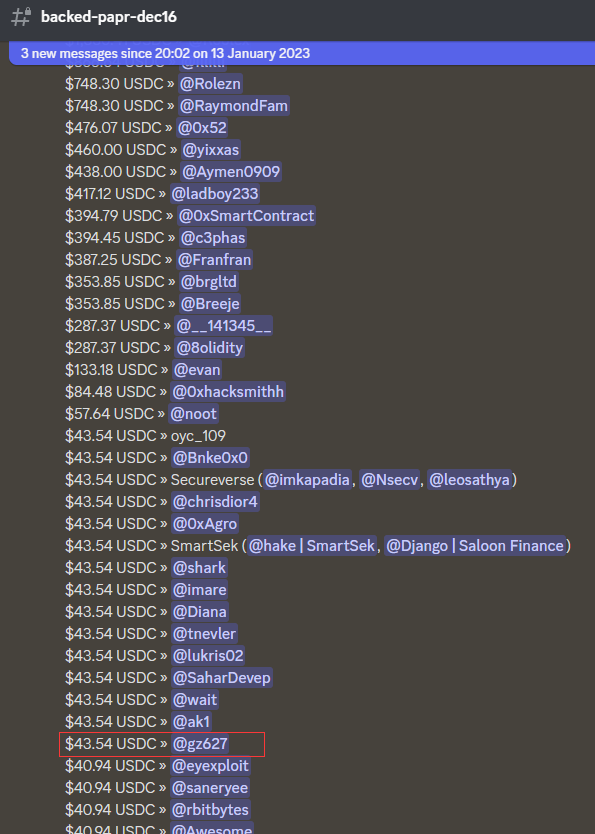 backed-papr-dec16
3 new messages since 20:02 on 13 January 2023
$748.30 USDC » @Rolezn
$748.30 USDC » @RaymondFam
$476.07 USDC » @0x52
$460.00 USDC » @yixxas
$438.00 USDC » @Aymen0909
$417.12 USDC » @ladboy233
$394.79 USDC » @0xSmartContract
$394.45 USDC » @c3phas
$387.25 USDC » @Franfran
$353.85 USDC » @brgltd
$353.85 USDC » @Breeje
$287.37 USDC » @__141345__
$287.37 USDC » @8olidity
$133.18 USDC » @evan
$84.48 USDC » @0xhacksmithh
$57.64 USDC » @noot
$43.54 USDC » oyc_109
$43.54 USDC » @Bnke0x0
$43.54 USDC » Secureverse (@imkapadia, @Nsecv, @leosathya)
$43.54 USDC » @chrisdior4
$43.54 USDC » @0xAgro
$43.54 USDC » SmartSek (@hake | SmartSek, @Django | Saloon Finance)
$43.54 USDC » @shark
$43.54 USDC » @imare
$43.54 USDC » @Diana
$43.54 USDC » @tnevler
$43.54 USDC » @lukris02
$43.54 USDC » @SaharDevep
$43.54 USDC » @wait
$43.54 USDC » @ak1
$43.54 USDC » @gz627
$40.94 USDC » @eyexploit
$40.94 USDC » @saneryee
$40.94 USDC » @rbitbytes
$40.94 USDC » @Awesome